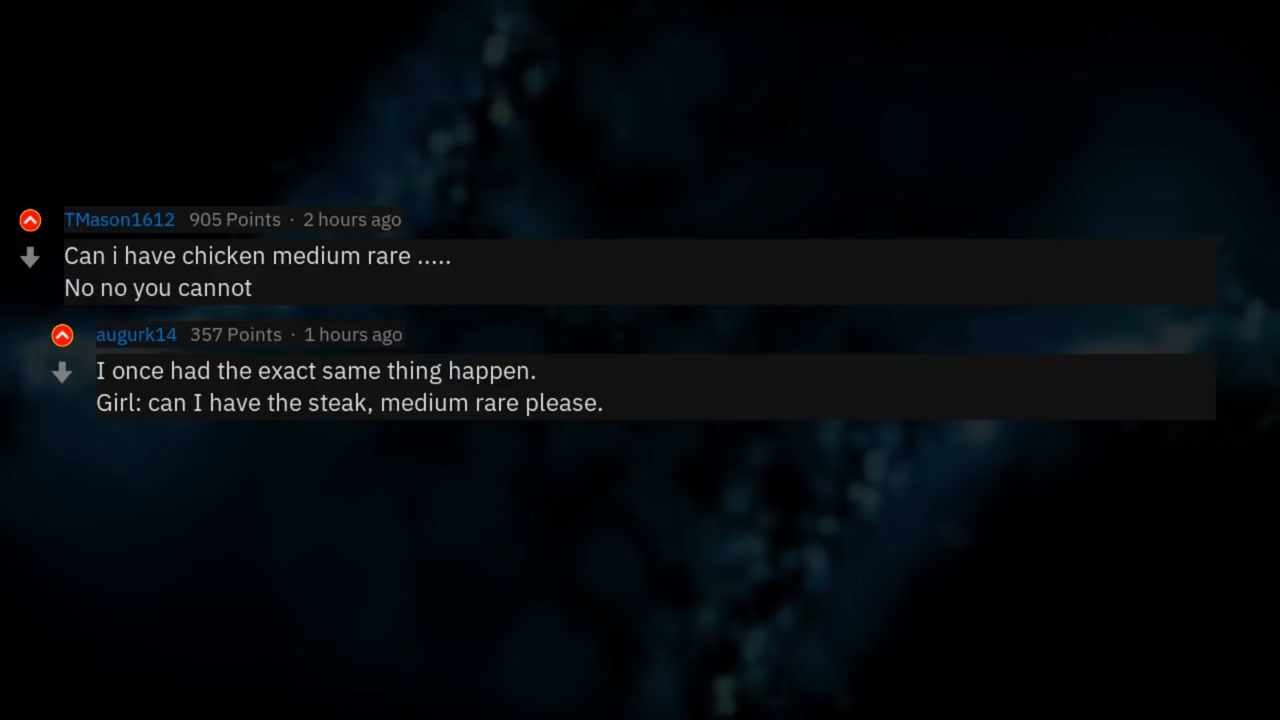 TMason1612 905 Points · 2 hours ago
Can i have chicken medium rare .....
No no you cannot
augurk14 357 Points · 1 hours ago
I once had the exact same thing happen.
Girl: can I have the steak, medium rare please.